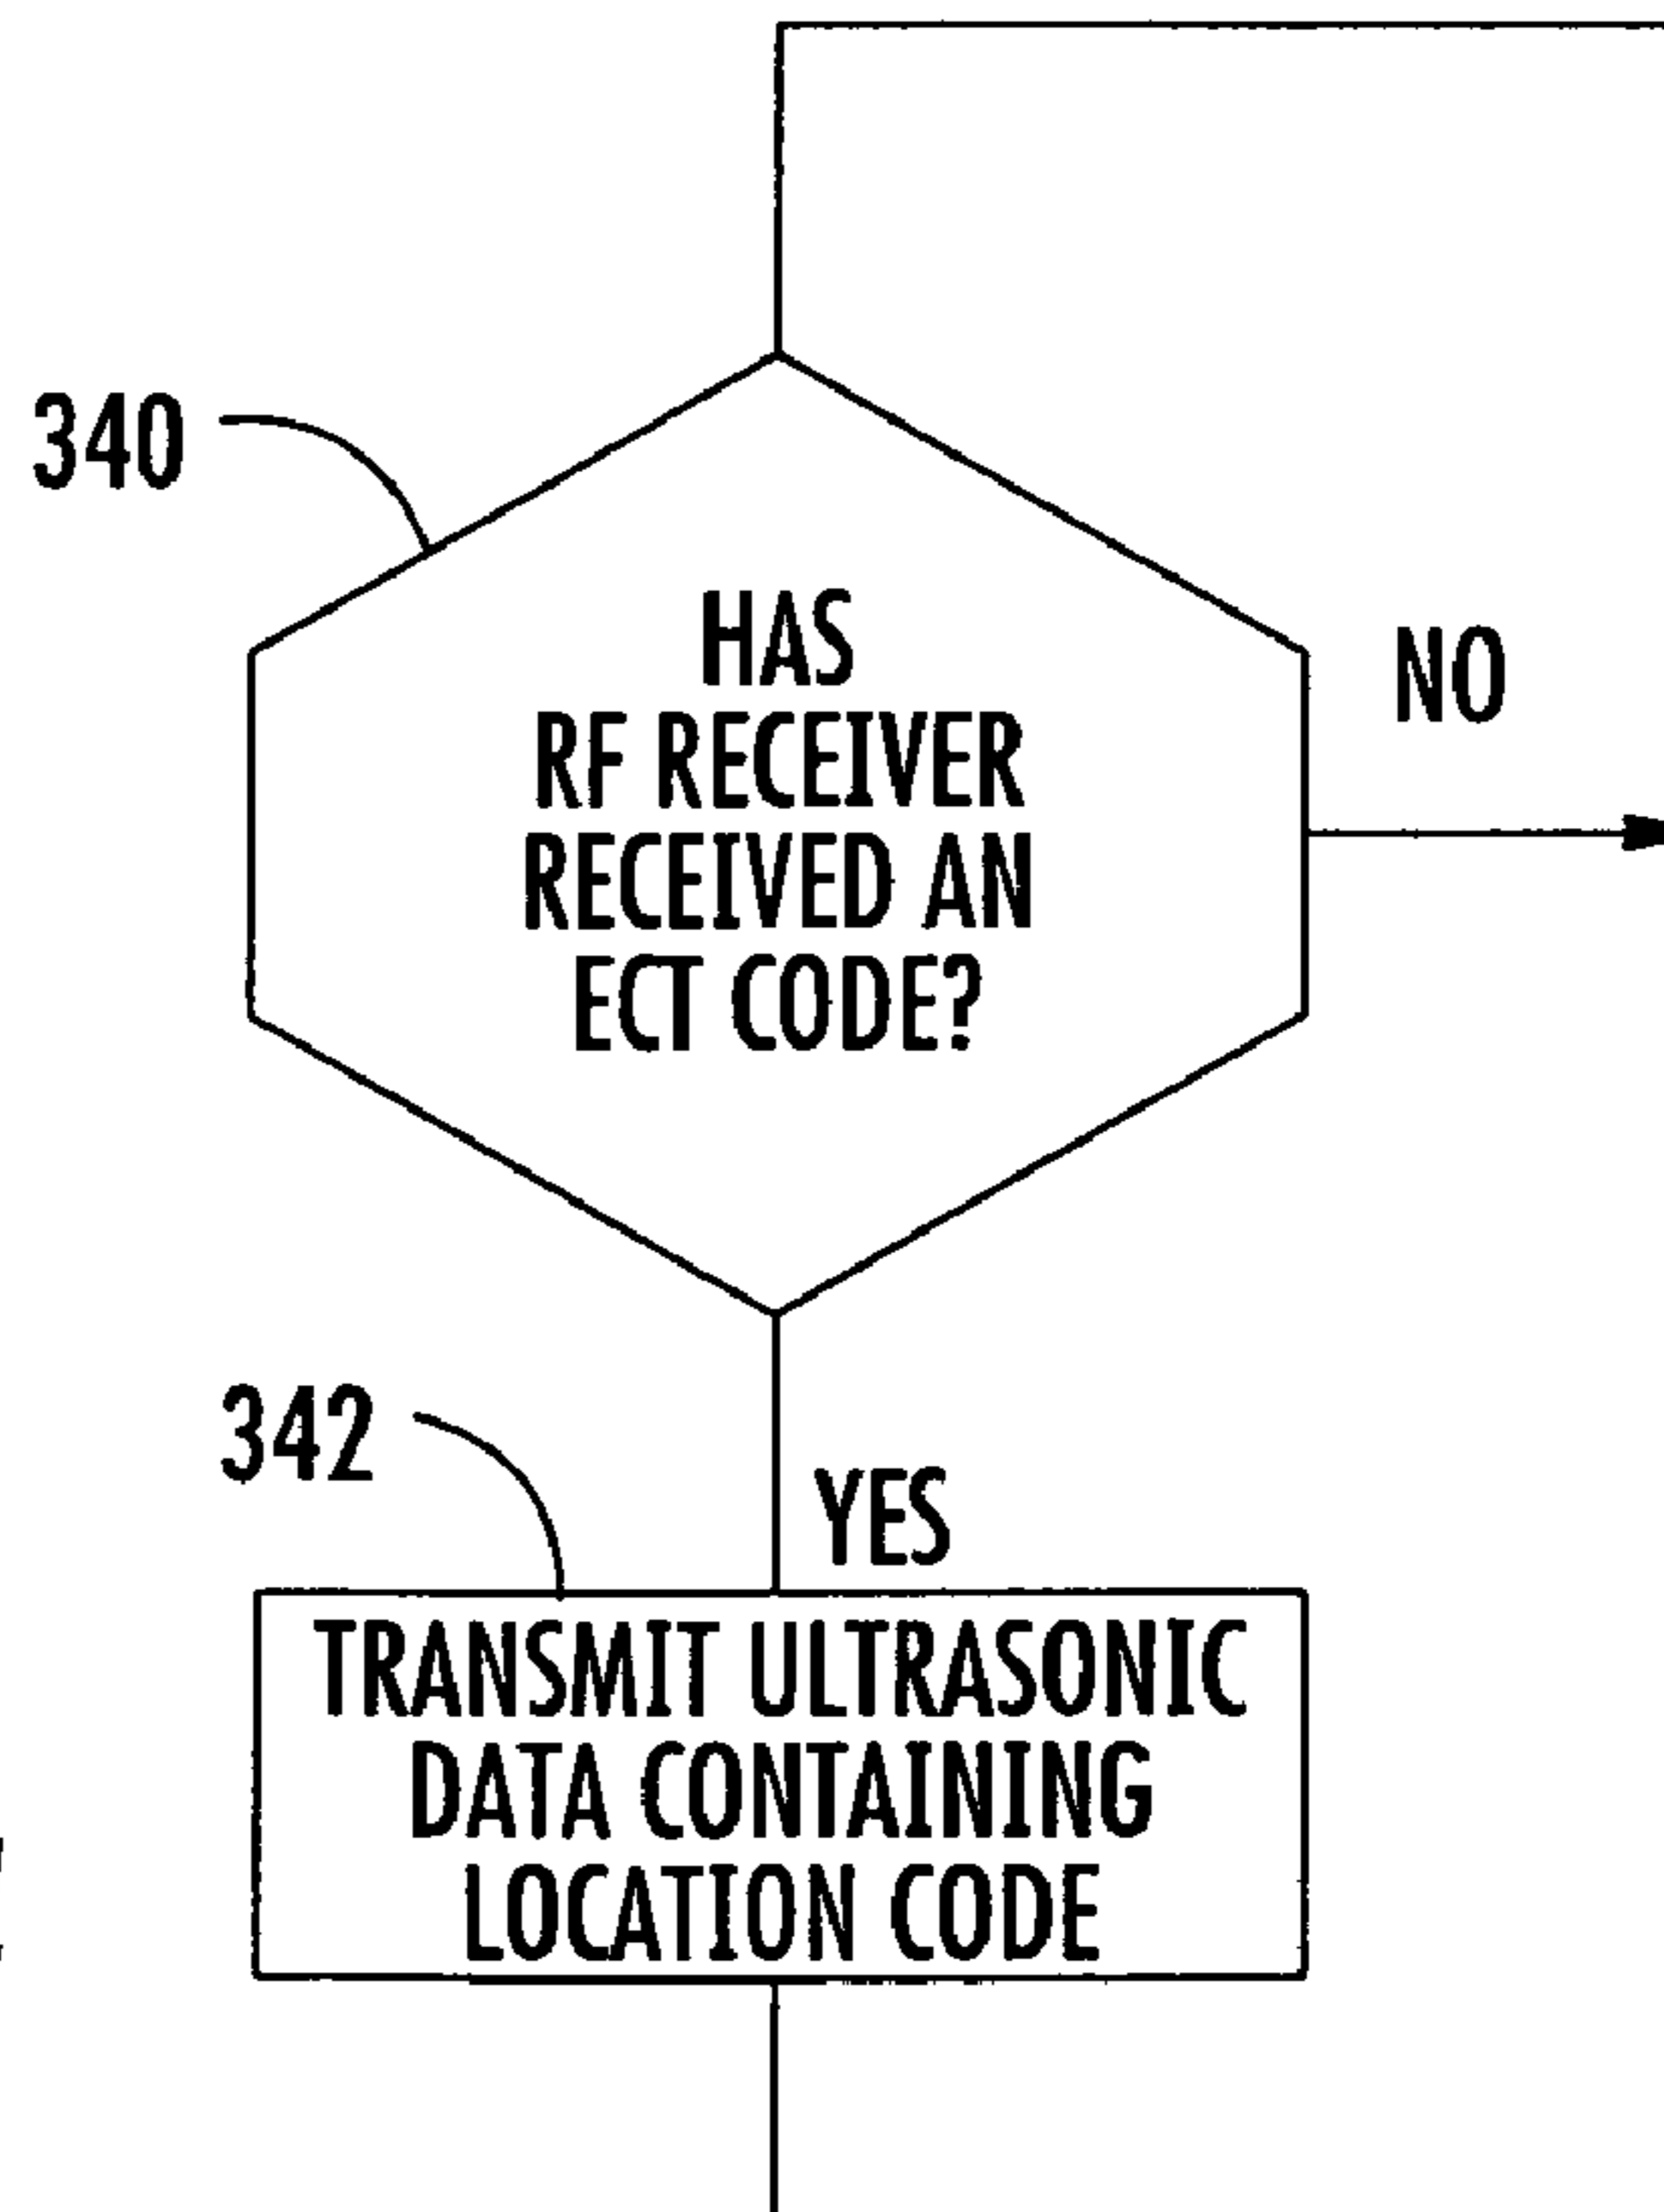 340
HAS
RF RECEIVER
RECEIVED AN
ECT CODE?
NO
342
YES
TRANSMIT ULTRASONIC
DATA CONTAINING
LOCATION CODE